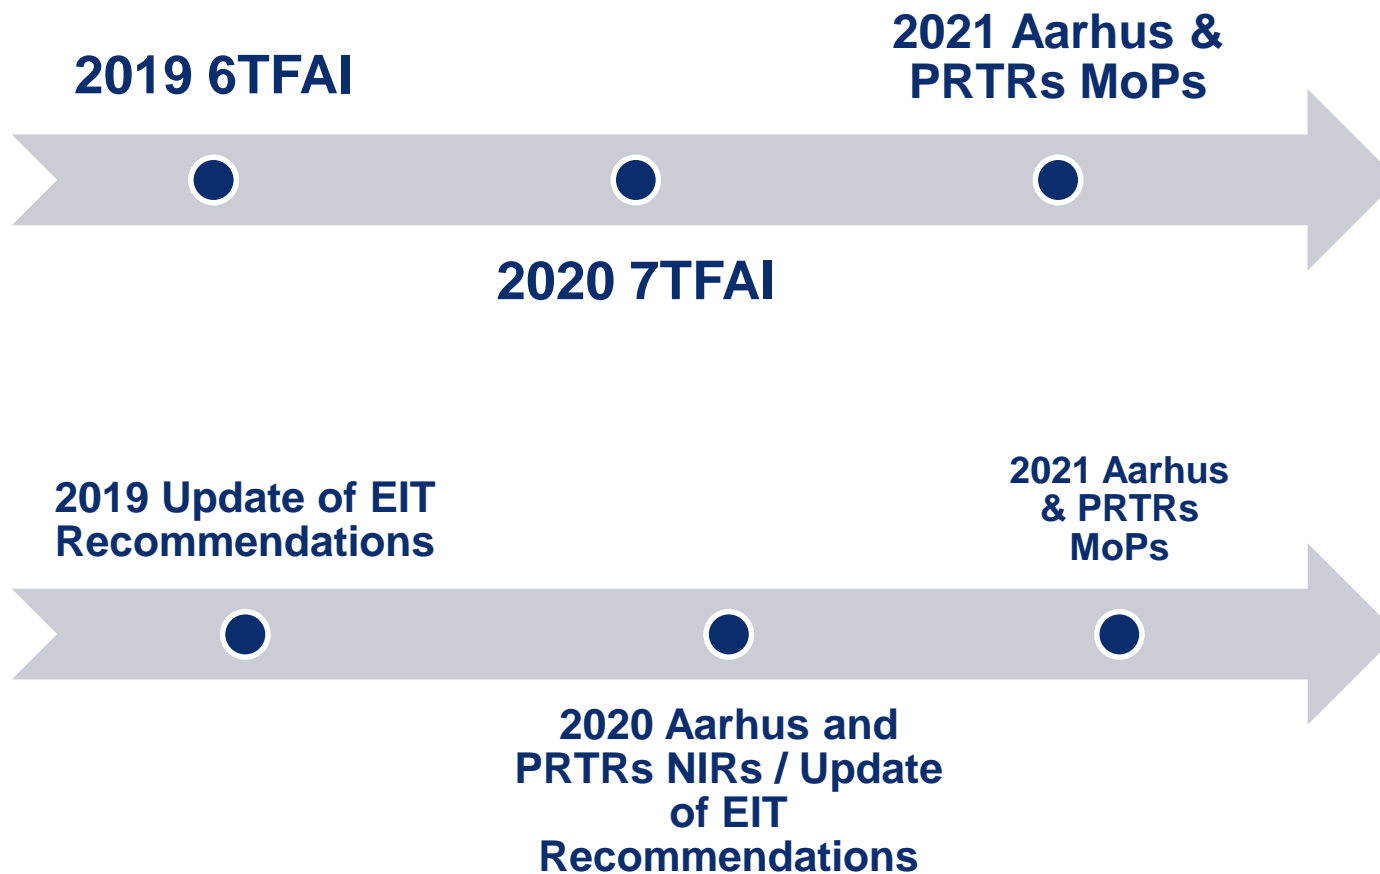 2019 6TFAI
2021 Aarhus &
PRTRs MoPs
2020 7TFAI
2019 Update of EIT
Recommendations
2021 Aarhus
& PRTRs
MoPs
2020 Aarhus and
PRTRs NIRs / Update
of EIT
Recommendations